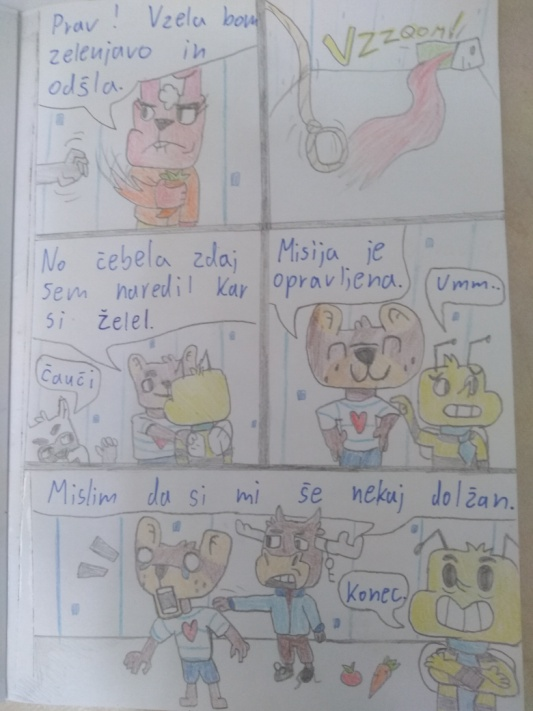 Prav! Vzela bom
zelenjavo in
odšla.
VZZQOM!!
No čebela zdaj
sem naredil kar
si želel.
Čauči
Misija je
opravljena.
Umm..
Mislim da si mi še nekaj dolžan.
Konec.